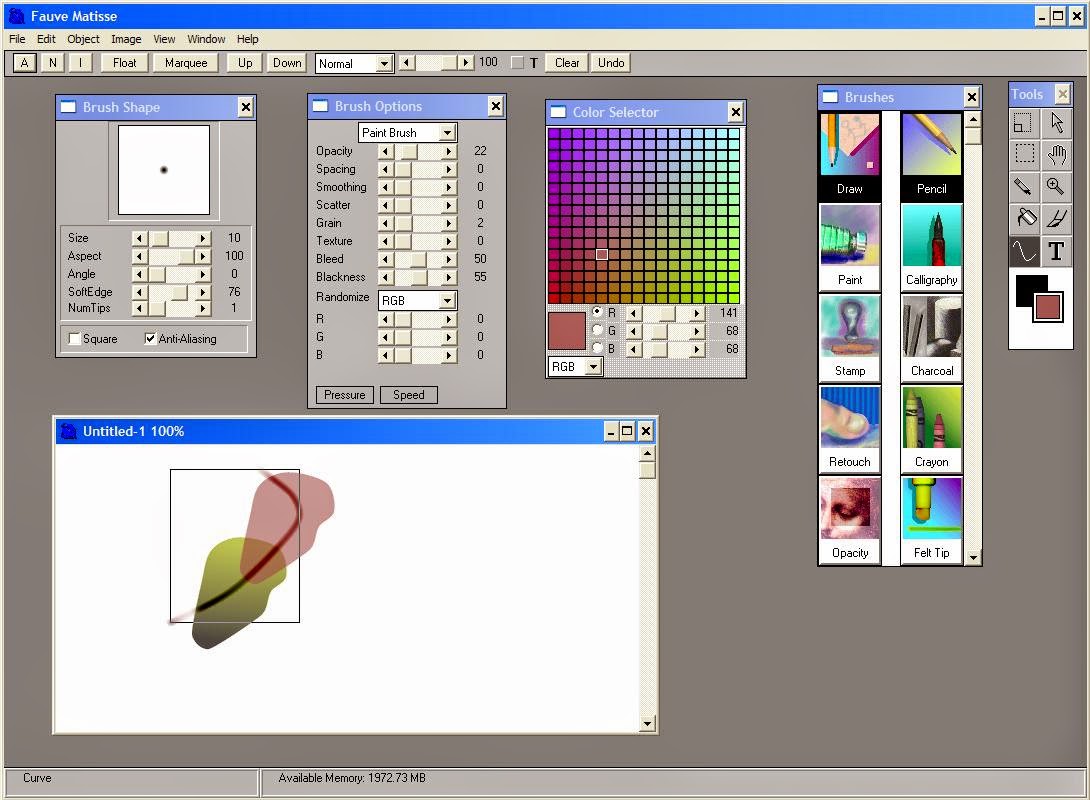 Fauve Matisse
File Edit Object Image View Window Help
A N I Float Marquee Up Down Normal 100 T Clear Undo
Brush Shape
Size 10
Aspect 100
Angle 0
SoftEdge 76
NumTips 1
Square Anti-Aliasing
Brush Options
Paint Brush
Opacity 22
Spacing 0
Smoothing 0
Scatter 0
Grain 2
Texture 0
Bleed 50
Blackness 55
Randomize RGB
R 0
G 0
B 0
Pressure Speed
Color Selector
R 141
G 68
B 68
RGB
Brushes
Draw Pencil
Paint Calligraphy
Stamp Charcoal
Retouch Crayon
Opacity Felt Tip
Tools
T
Untitled-1 100%
Curve Available Memory: 1972.73 MB